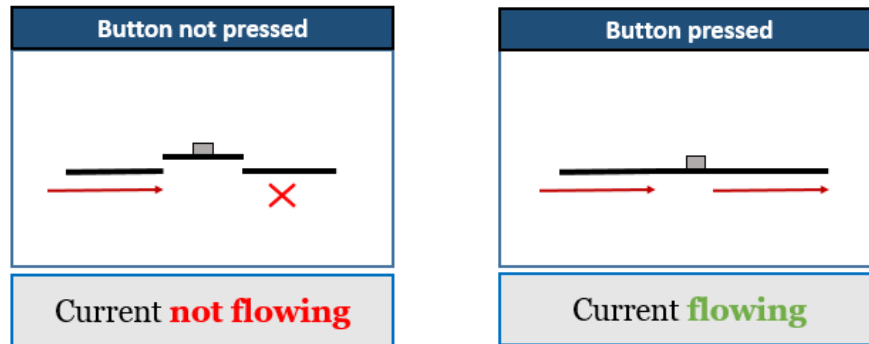 Button not pressed
Current not flowing
Button pressed
Current flowing